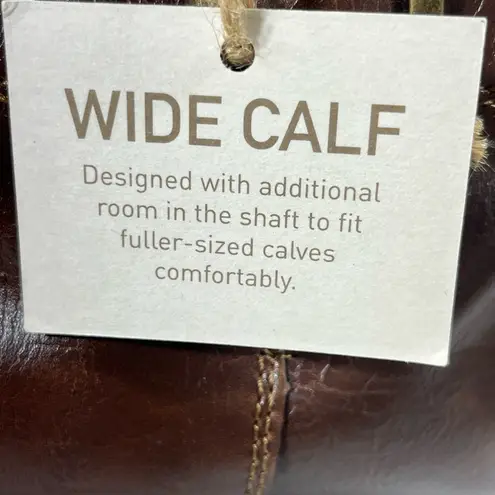 WIDE CALF
Designed with additional
room in the shaft to fit
fuller-sized calves
comfortably.